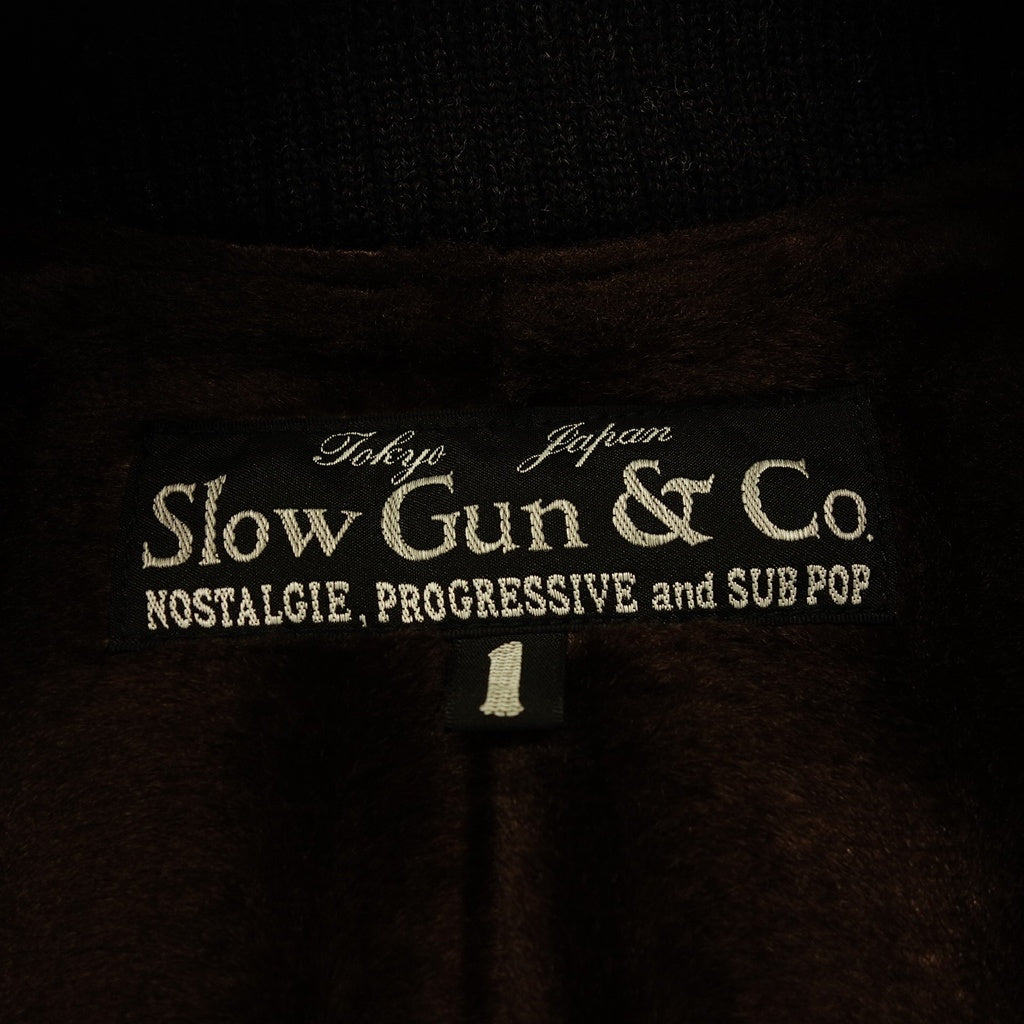 Tokyo Japan
Slow Gun & Co.
NOSTALGIE, PROGRESSIVE and SUB POP
1